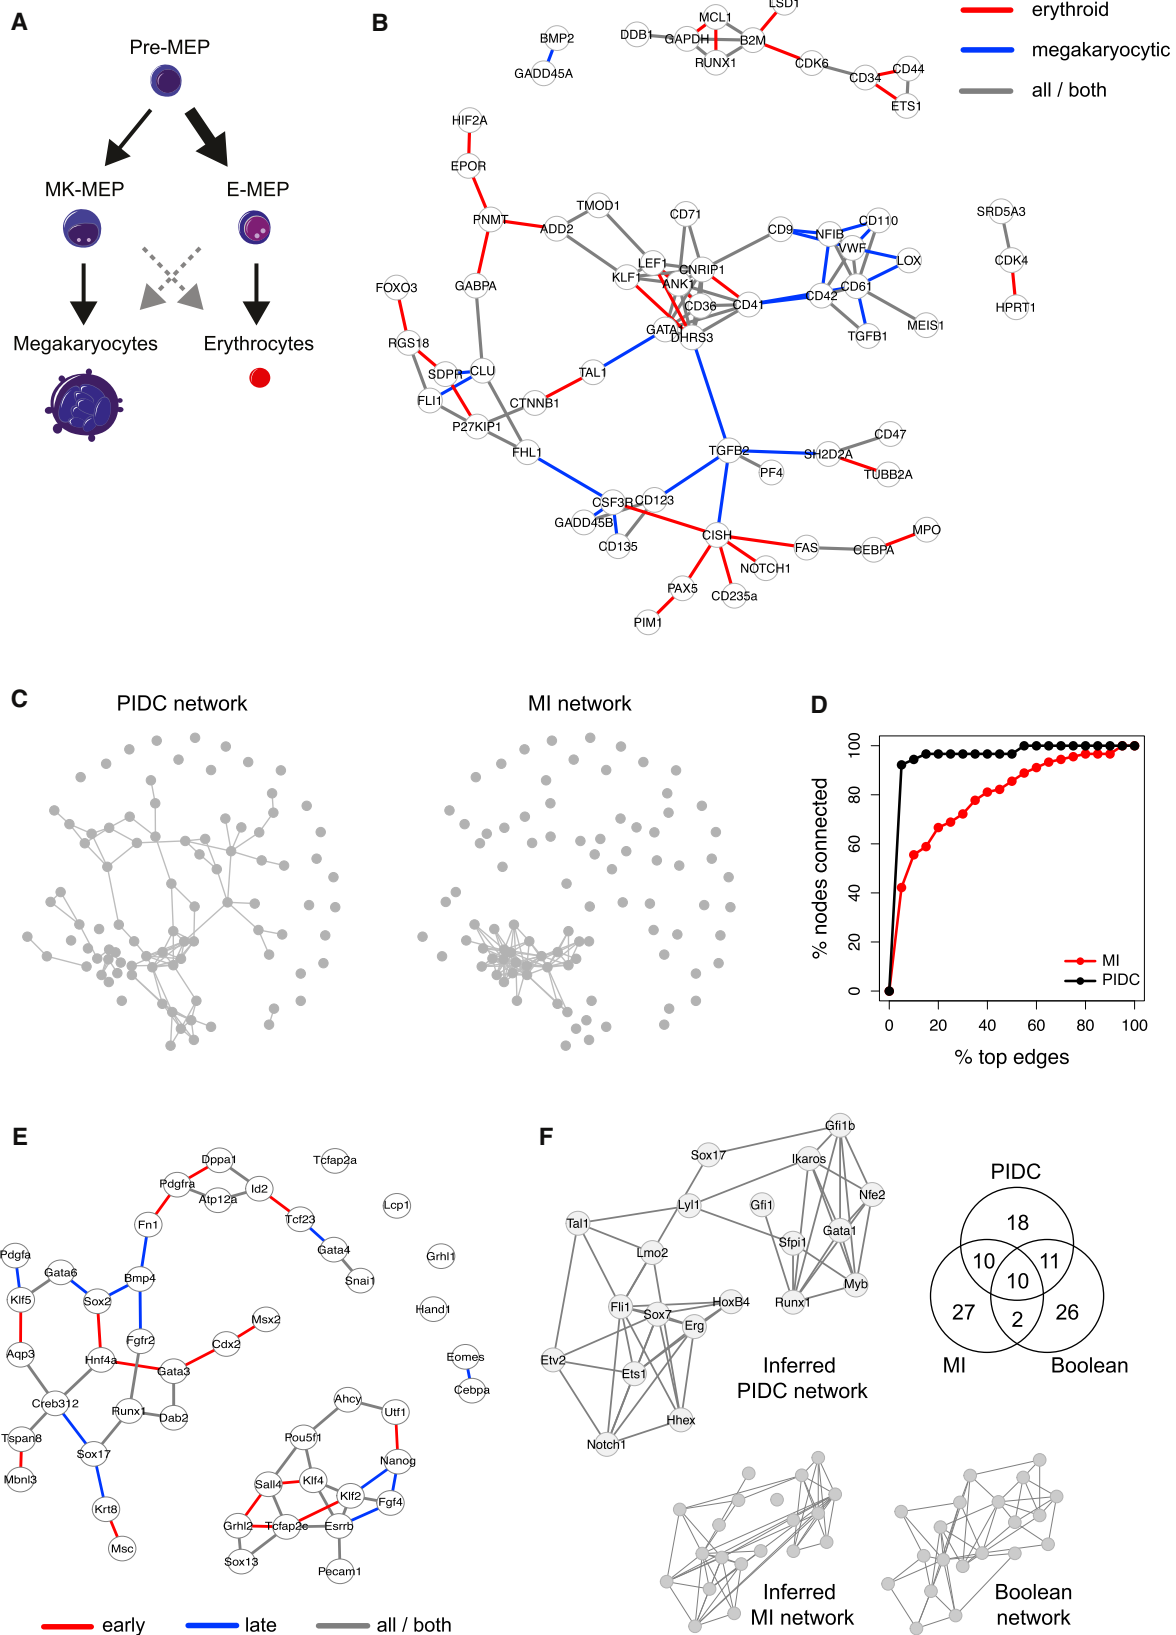 A
Pre-MEP
MK-MEP
E-MEP
Megakaryocytes
Erythrocytes
B
erythroid
megakaryocytic
all / both
LSD1
MCL1
DDB1
GAPDH
B2M
RUNX1
CDK6
CD34
CD44
ETS1
BMP2
GADD45A
HIF2A
EPOR
PNMT
ADD2
TMOD1
CD71
CD9
NFIB
CD110
VWF
LOX
SRD5A3
CDK4
HPRT1
LEF1
CNRIP1
KLF1
ANK1
CD36
CD41
CD42
CD61
MEIS1
TGFB1
GATA1
DHRS3
GABPA
FOXO3
RGS18
SDPR
CLU
TAL1
FLI1
CTNNB1
P27KIP1
FHL1
TGFB2
PF4
SH2D2A
CD47
TUBB2A
CSF3R
CD123
GADD45B
CD135
CISH
FAS
CEBPA
MPO
NOTCH1
PAX5
CD235a
PIM1
C
PIDC network
MI network
D
% nodes connected
100
80
60
40
20
0
MI
PIDC
0 20 40 60 80 100
% top edges
E
Dppa1
Tcfap2a
Pdgfra
Id2
Atp12a
Lcp1
Fn1
Tcf23
Gata4
Grhl1
Snai1
Pdgfa
Gata6
Bmp4
Klf5
Sox2
Hand1
Msx2
Fgfr2
Cdx2
Aqp3
Hnf4a
Gata3
Eomes
Cebpa
Creb312
Runx1
Dab2
Ahcy
Utf1
Tspan8
Pou5f1
Sox17
Nanog
Mbnl3
Sall4
Klf4
Klf2
Fgf4
Krt8
Grhl2
Tcfap2c
Esrrb
Msc
Sox13
Pecam1
early
late
all / both
F
Gfi1b
Sox17
Ikaros
Nfe2
Lyl1
Gfi1
Tal1
Gata1
Sfpi1
Lmo2
Myb
Runx1
Fli1
Sox7
HoxB4
Erg
Etv2
Ets1
Hhex
Notch1
Inferred
PIDC network
PIDC
18
10
11
10
27
2
26
MI
Boolean
Inferred
MI network
Boolean
network